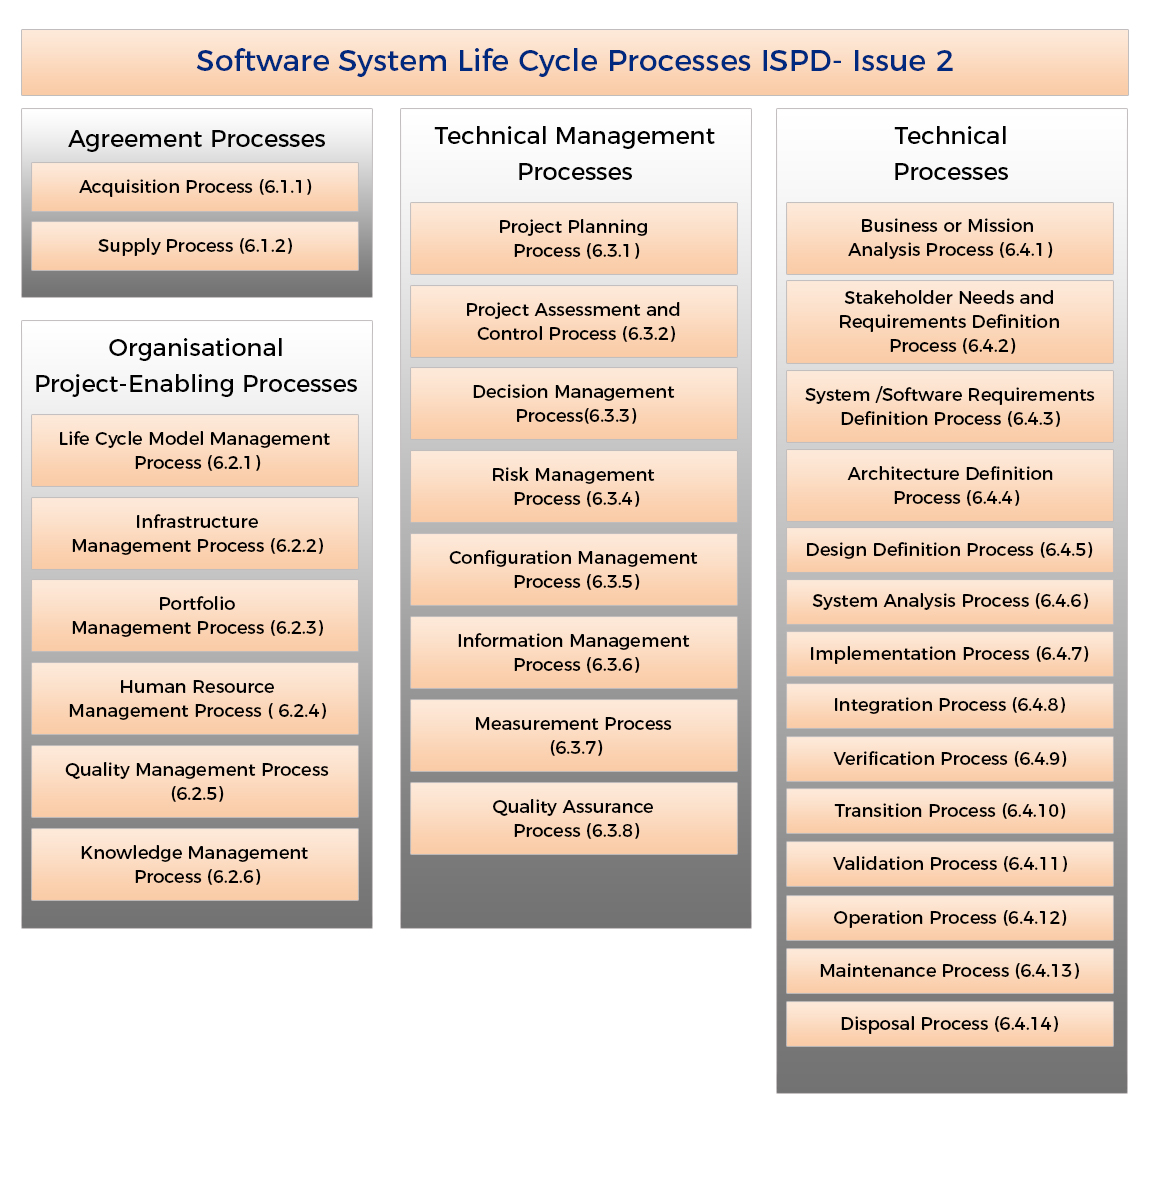 Software System Life Cycle Processes ISPD- Issue 2
Agreement Processes
Acquisition Process (6.1.1)
Supply Process (6.1.2)
Organisational
Project-Enabling Processes
Life Cycle Model Management
Process (6.2.1)
Infrastructure
Management Process (6.2.2)
Portfolio
Management Process (6.2.3)
Human Resource
Management Process ( 6.2.4)
Quality Management Process
(6.2.5)
Knowledge Management
Process (6.2.6)
Technical Management
Processes
Project Planning
Process (6.3.1)
Project Assessment and
Control Process (6.3.2)
Decision Management
Process(6.3.3)
Risk Management
Process (6.3.4)
Configuration Management
Process (6.3.5)
Information Management
Process (6.3.6)
Measurement Process
(6.3.7)
Quality Assurance
Process (6.3.8)
Technical
Processes
Business or Mission
Analysis Process (6.4.1)
Stakeholder Needs and
Requirements Definition
Process (6.4.2)
System /Software Requirements
Definition Process (6.4.3)
Architecture Definition
Process (6.4.4)
Design Definition Process (6.4.5)
System Analysis Process (6.4.6)
Implementation Process (6.4.7)
Integration Process (6.4.8)
Verification Process (6.4.9)
Transition Process (6.4.10)
Validation Process (6.4.11)
Operation Process (6.4.12)
Maintenance Process (6.4.13)
Disposal Process (6.4.14)